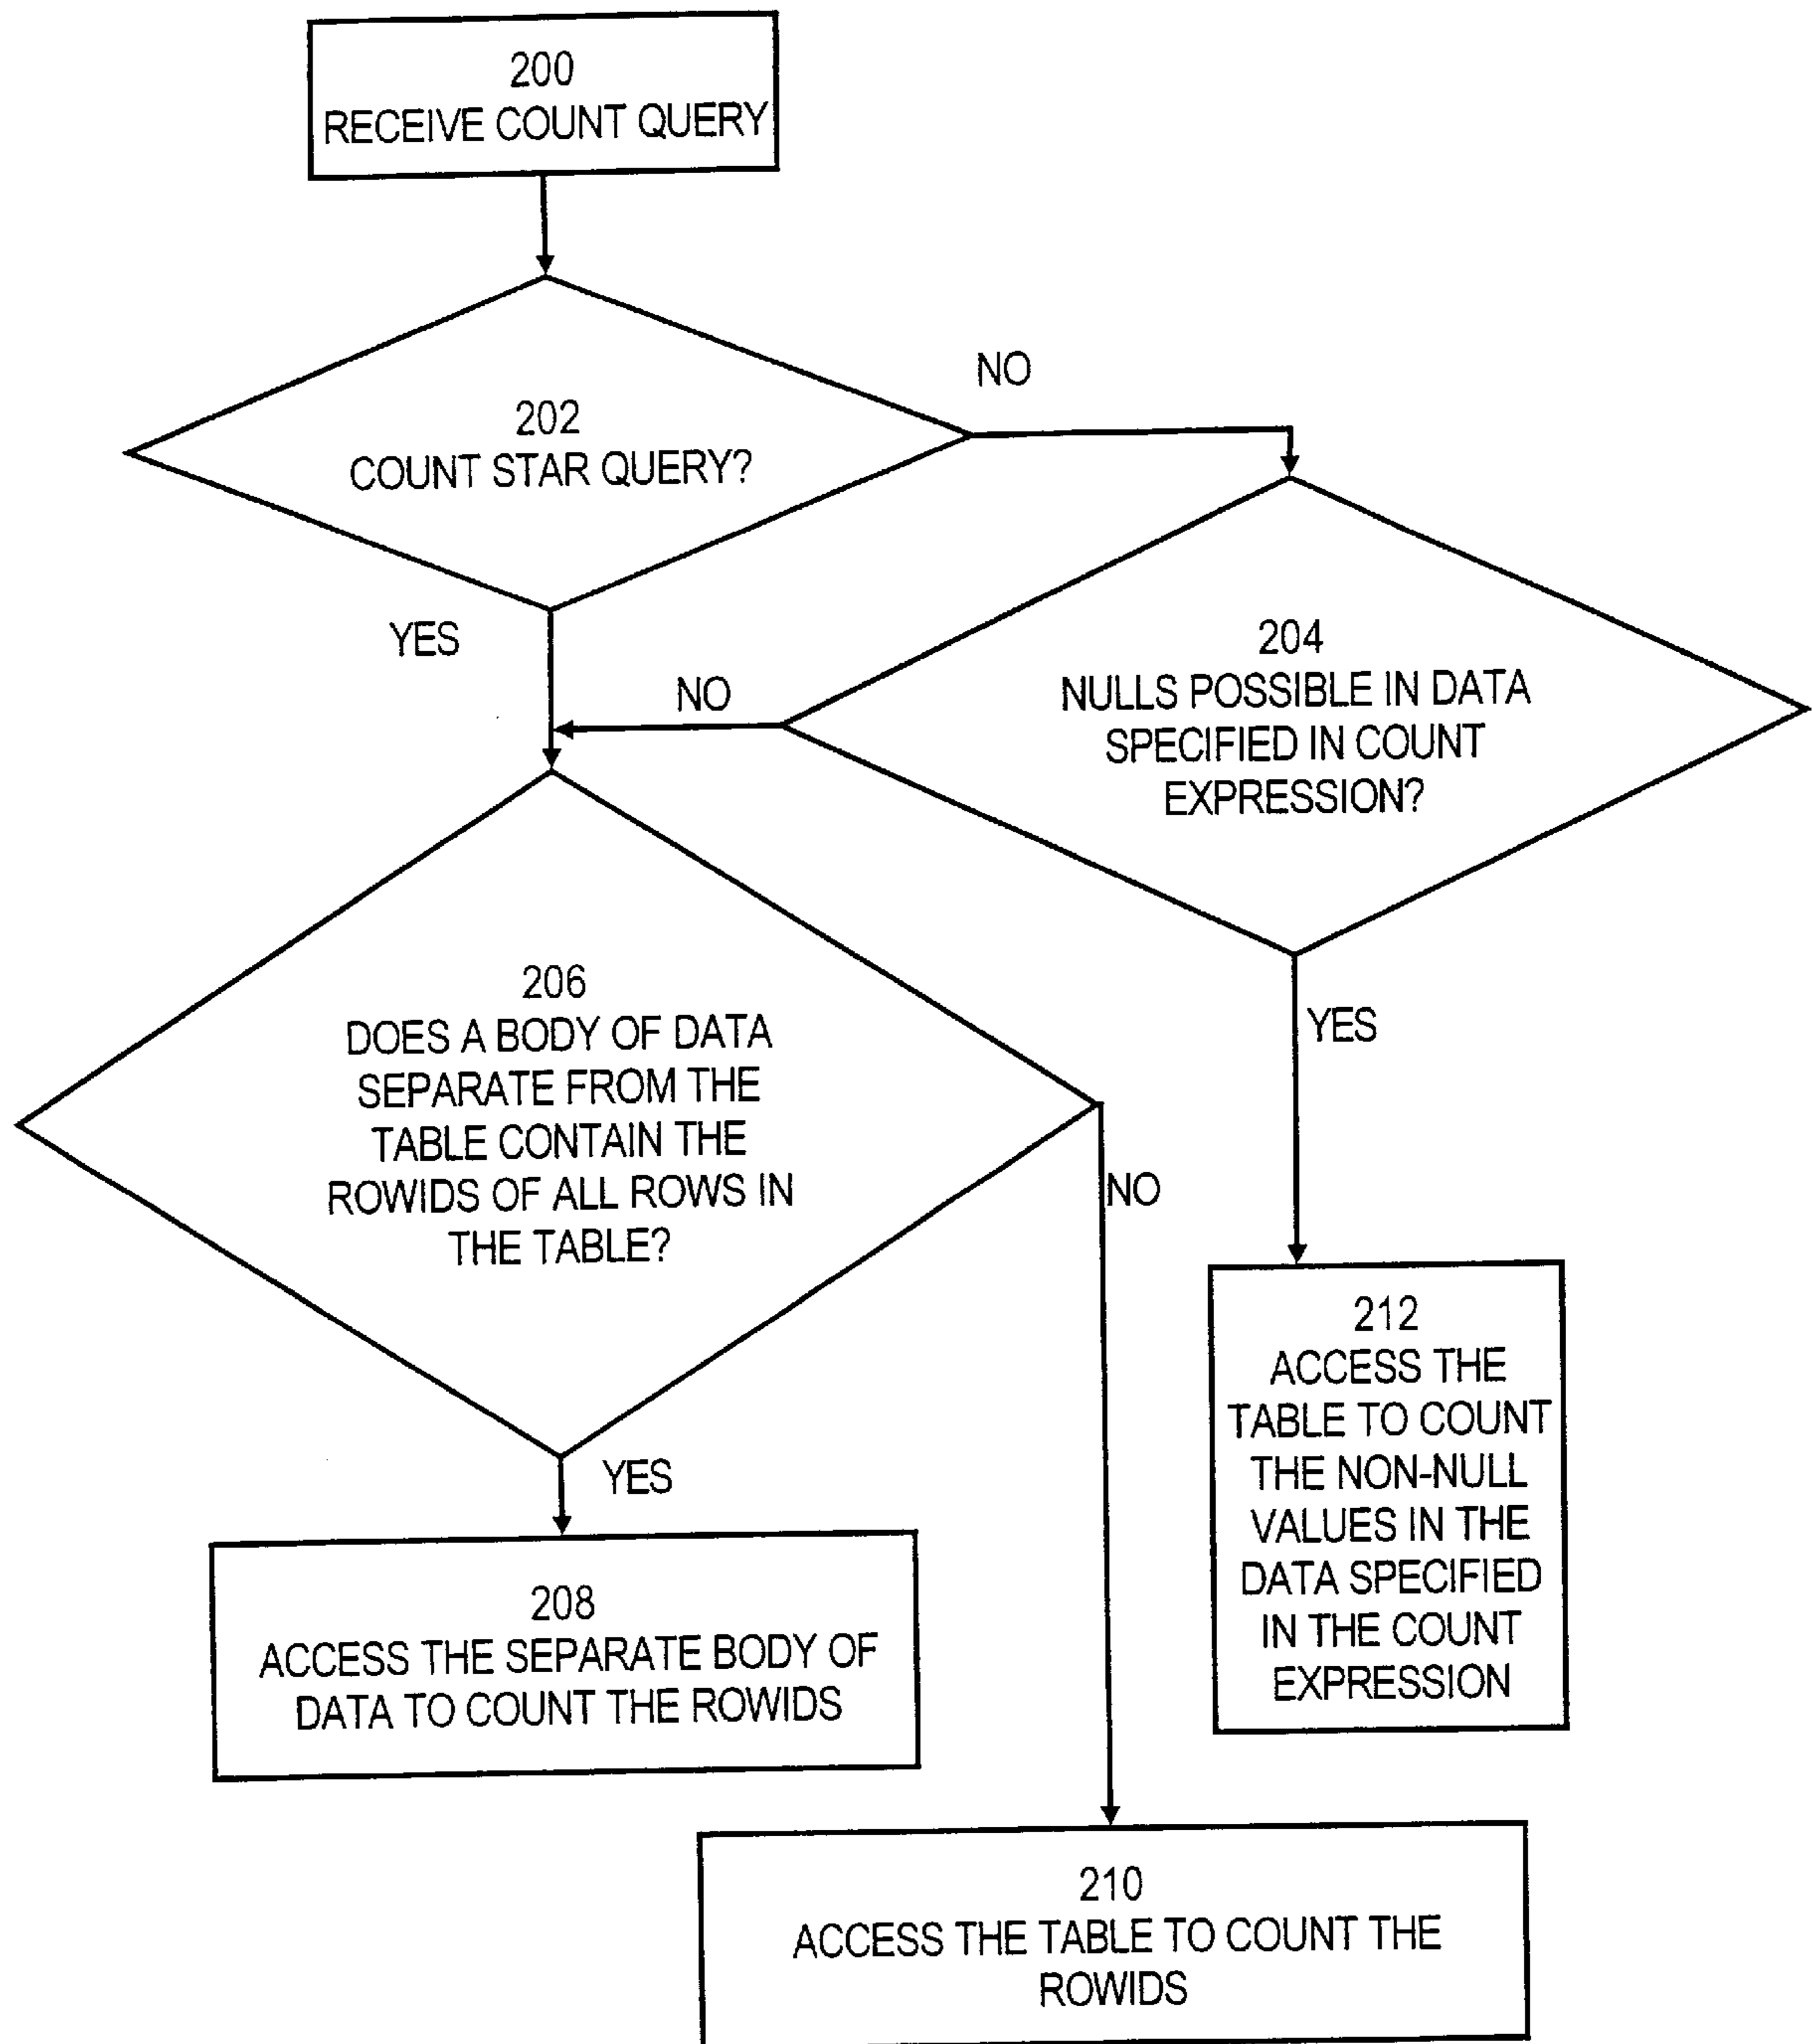 200
RECEIVE COUNT QUERY
202
COUNT STAR QUERY?
NO
YES
204
NULLS POSSIBLE IN DATA
SPECIFIED IN COUNT
EXPRESSION?
NO
YES
206
DOES A BODY OF DATA
SEPARATE FROM THE
TABLE CONTAIN THE
ROWIDS OF ALL ROWS IN
THE TABLE?
NO
YES
212
ACCESS THE
TABLE TO COUNT
THE NON-NULL
VALUES IN THE
DATA SPECIFIED
IN THE COUNT
EXPRESSION
208
ACCESS THE SEPARATE BODY OF
DATA TO COUNT THE ROWIDS
210
ACCESS THE TABLE TO COUNT THE
ROWIDS